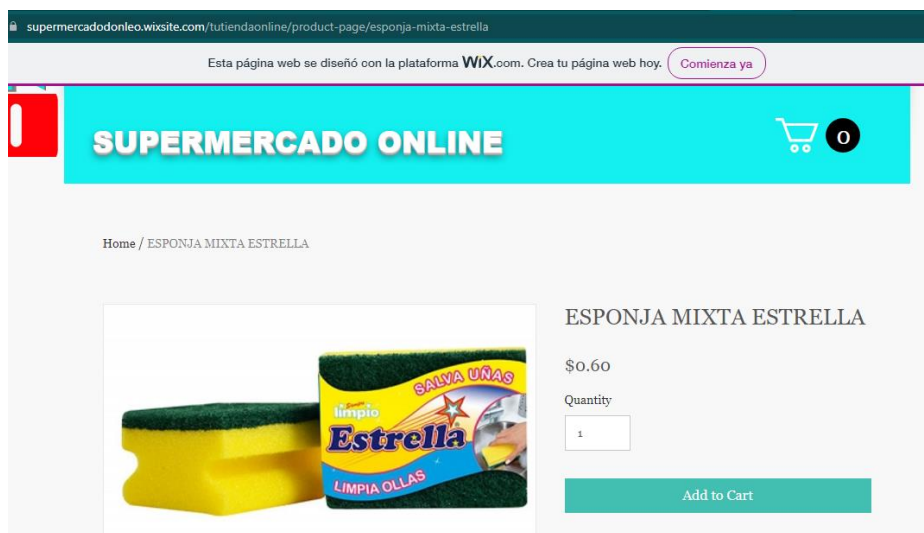 supermercadodonleo.wixsite.com/tutiendaonline/product-page/esponja-mixta-estrella
Esta página web se diseñó con la plataforma WiX.com. Crea tu página web hoy. Comienza ya
SUPERMERCADO ONLINE
0
Home / ESPONJA MIXTA ESTRELLA
ESPONJA MIXTA ESTRELLA
$0.60
Quantity
1
Add to Cart
SALVA UÑAS
limpio
Estrella
LIMPIA OLLAS